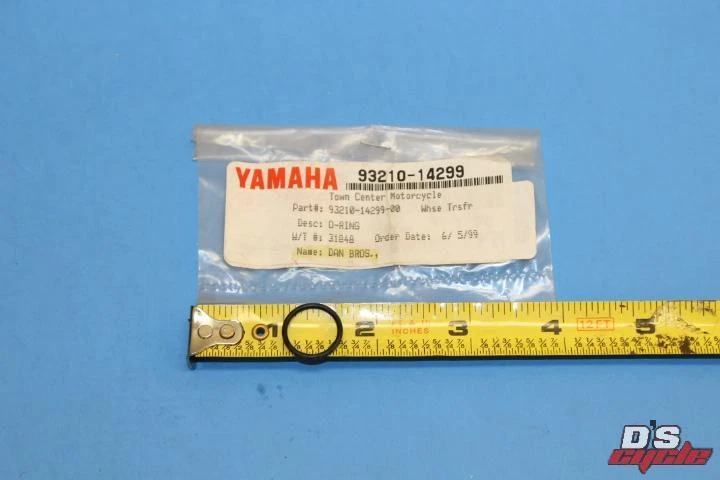 YAMAHA 93210-14299
Town Center Motorcycle
Part#: 93210-14299-00 Whse Trsfr
Desc: O-RING
W/T #: 31848 Order Date: 6/ 5/99
Name: DAN BROS.,
1 2 3 4 12FT 5
INCHES
D'S
cycle